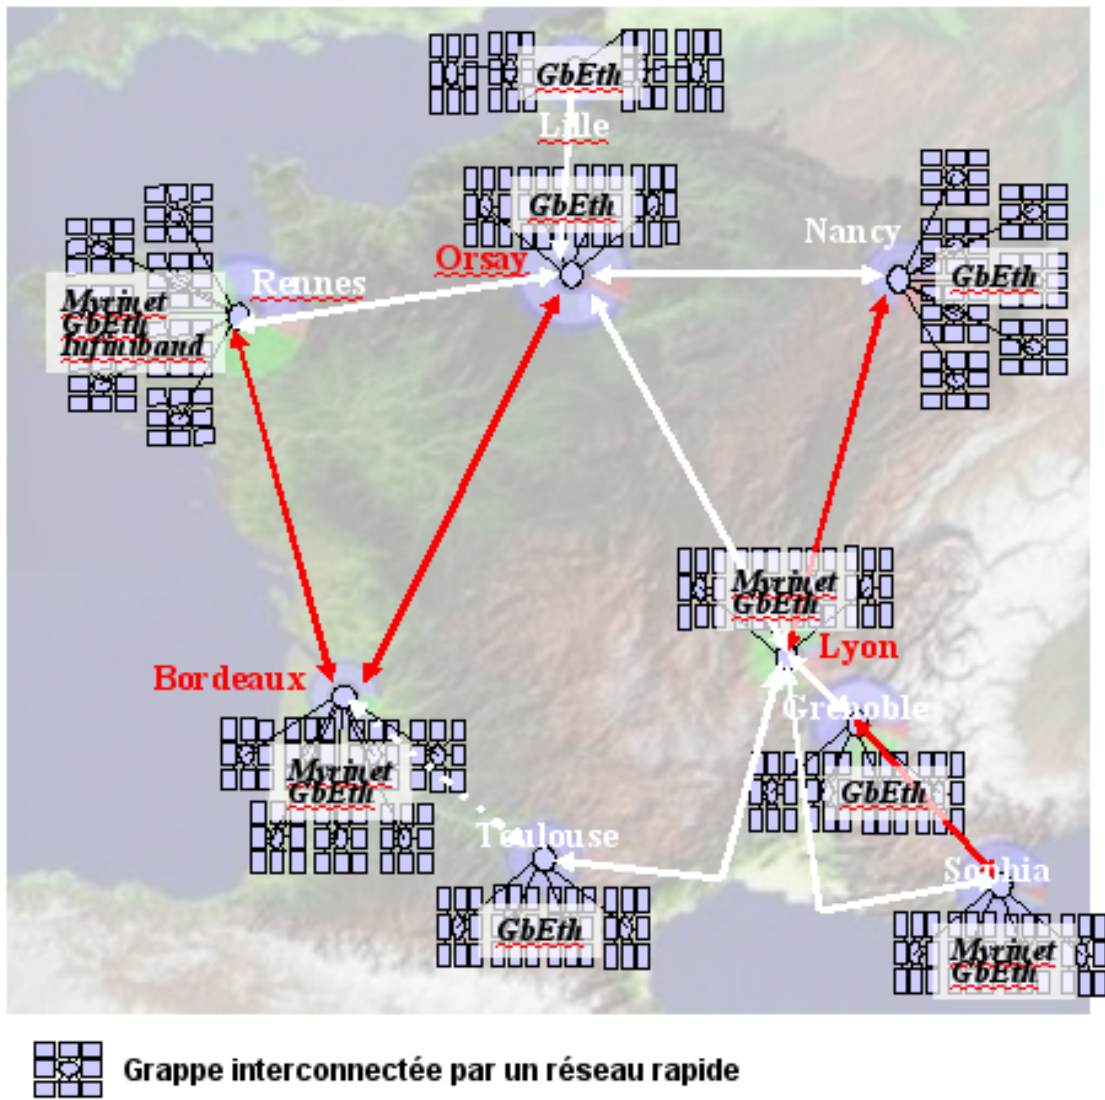 GbEth
Lille
GbEth
Orsay
Nancy
GbEth
Rennes
Myrinet
GbEth
Infiniband
Myrinet
GbEth
Lyon
Bordeaux
Grenoble
Myrinet
GbEth
GbEth
Toulouse
Sophia
GbEth
Myrinet
GbEth
Grappe interconnectée par un réseau rapide